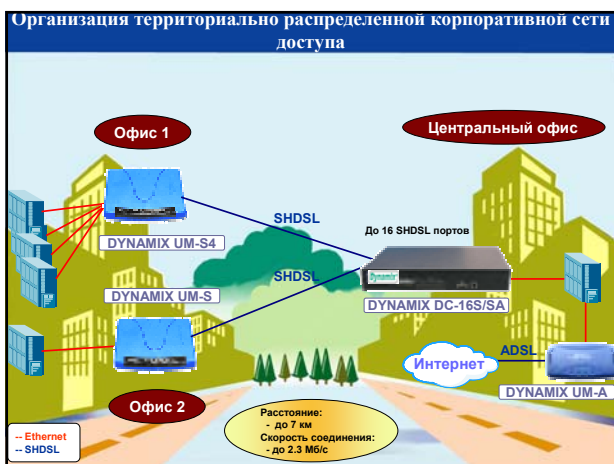 Организация территориально распределенной корпоративной сети
доступа
Офис 1
Центральный офис
SHDSL
До 16 SHDSL портов
DYNAMIX UM-S4
SHDSL
Dynamix
DYNAMIX UM-S
DYNAMIX DC-16S/SA
Интернет
ADSL
DYNAMIX UM-A
Офис 2
Расстояние:
- до 7 км
Скорость соединения:
- до 2.3 Мб/с
-- Ethernet
-- SHDSL